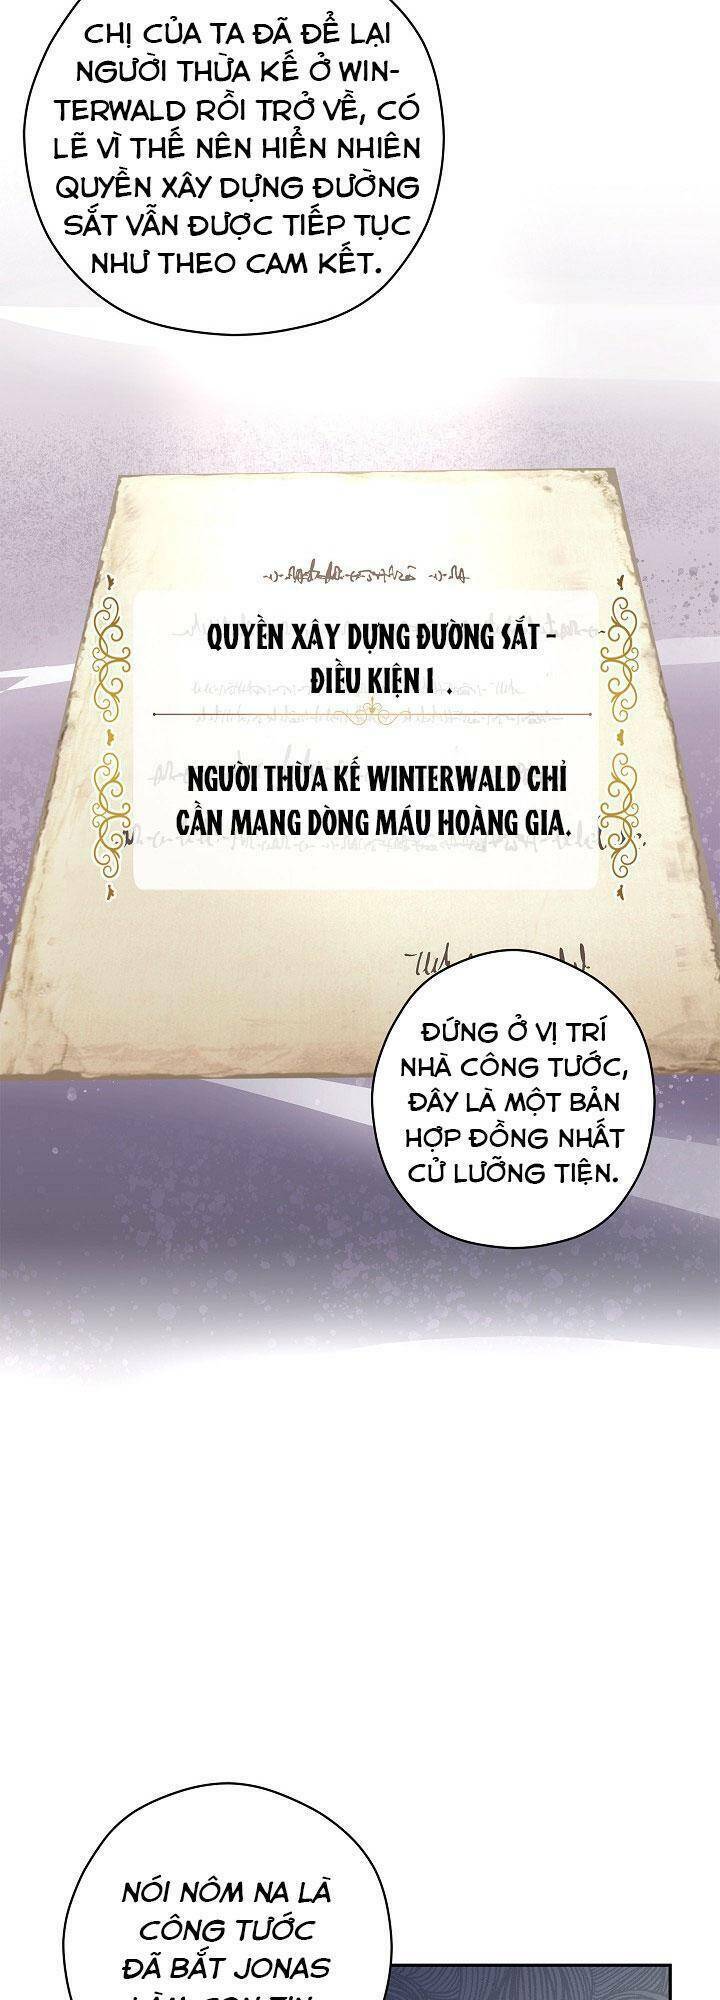 CHỊ CỦA TA ĐÃ ĐỂ LẠI
NGƯỜI THỪA KẾ Ở WIN-
TERWALD RỒI TRỞ VỀ, CÓ
LẼ VÌ THẾ NÊN HIỂN NHIÊN
QUYỀN XÂY DỰNG ĐƯỜNG
SẮT VẪN ĐƯỢC TIẾP TỤC
NHƯ THEO CAM KẾT.
QUYỀN XÂY DỰNG ĐƯỜNG SẮT -
ĐIỀU KIỆN 1 .
NGƯỜI THỪA KẾ WINTERWALD CHỈ
CẦN MANG DÒNG MÁU HOÀNG GIA.
ĐỨNG Ở VỊ TRÍ
NHÀ CÔNG TƯỚC,
ĐÂY LÀ MỘT BẢN
HỢP ĐỒNG NHẤT
CỬ LƯỠNG TIỆN.
NÓI NÔM NA LÀ
CÔNG TƯỚC
ĐÃ BẮT JONAS
LÀM CON TIN